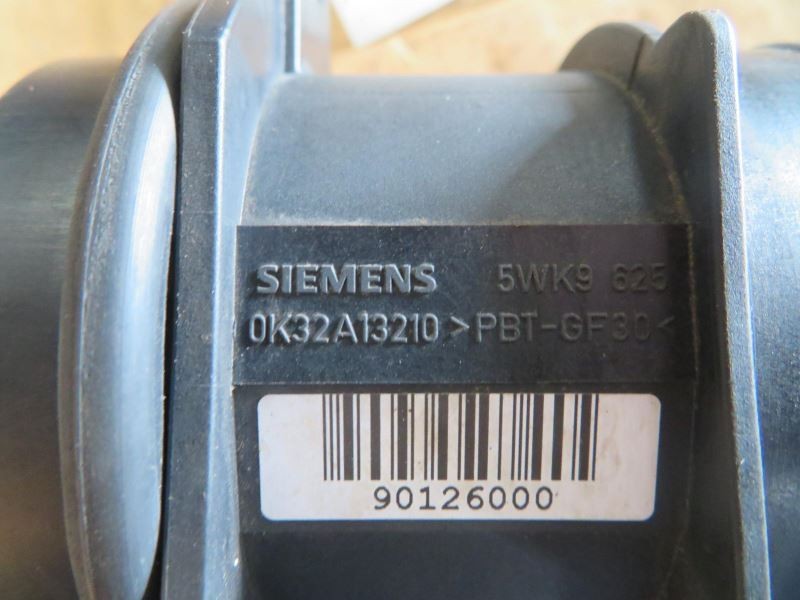 SIEMENS 5WK9 625
0K32A13210 >PBT-GF30<
90126000